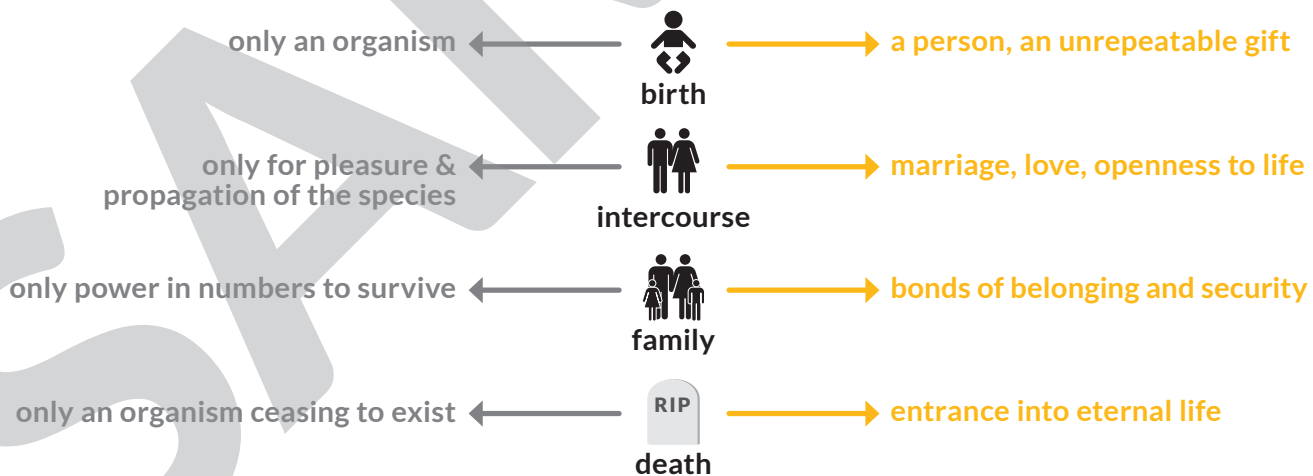 only an organism
a person, an unrepeatable gift
birth
only for pleasure &
propagation of the species
marriage, love, openness to life
intercourse
only power in numbers to survive
bonds of belonging and security
family
only an organism ceasing to exist
RIP
entrance into eternal life
death